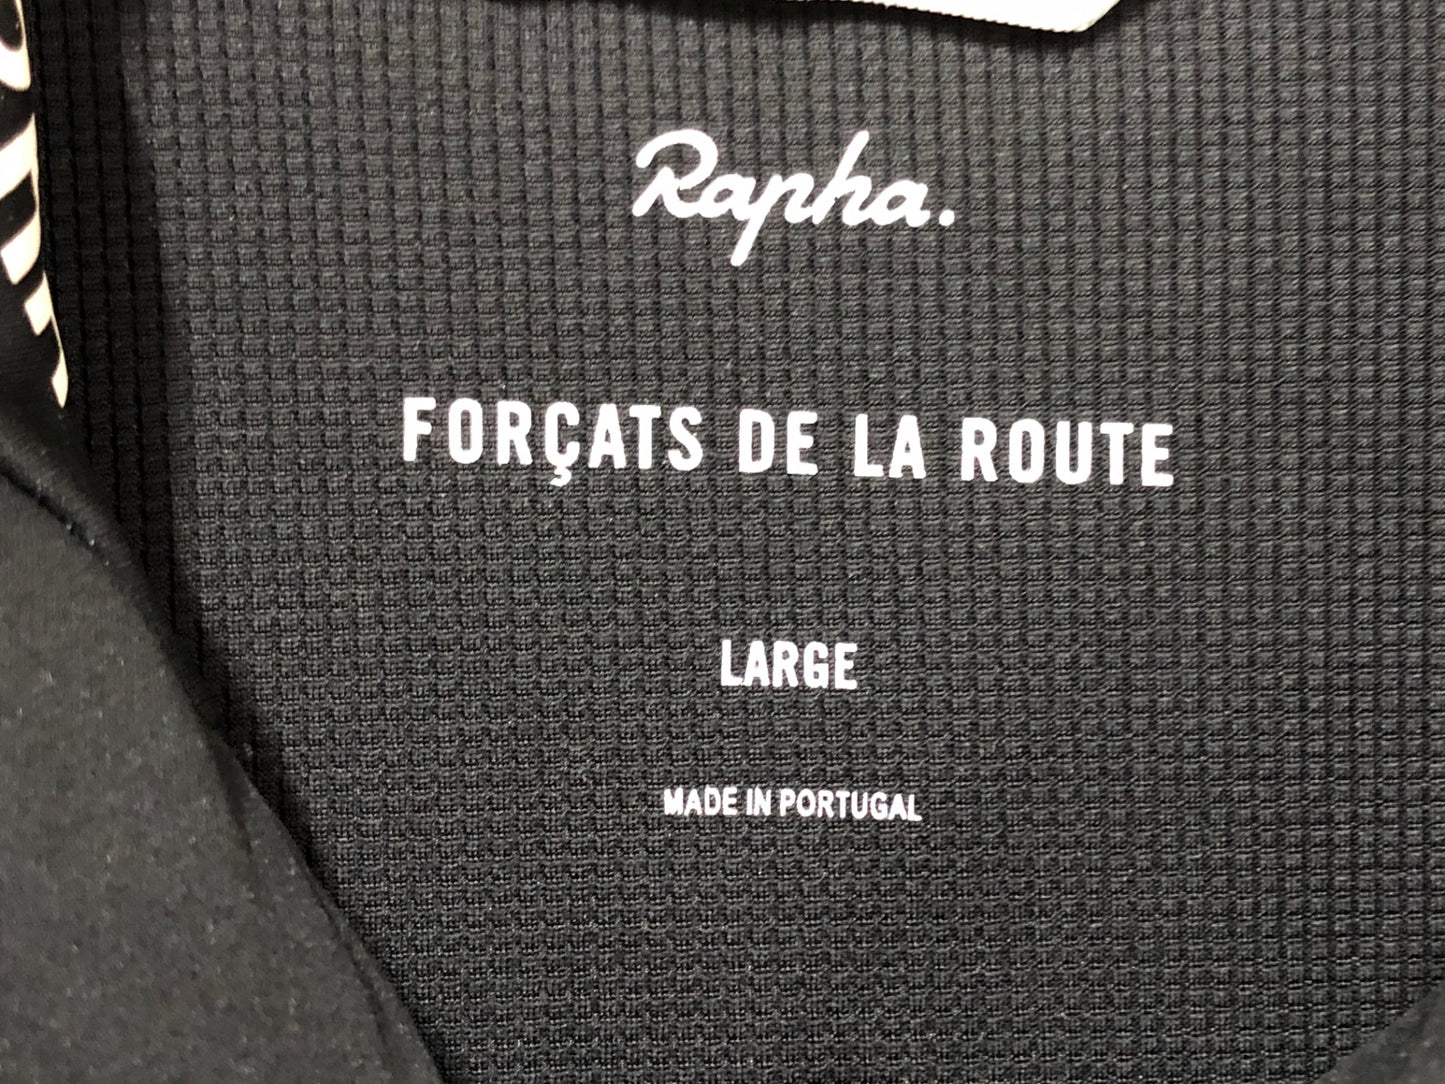 Rapha.
FORÇATS DE LA ROUTE
LARGE
MADE IN PORTUGAL